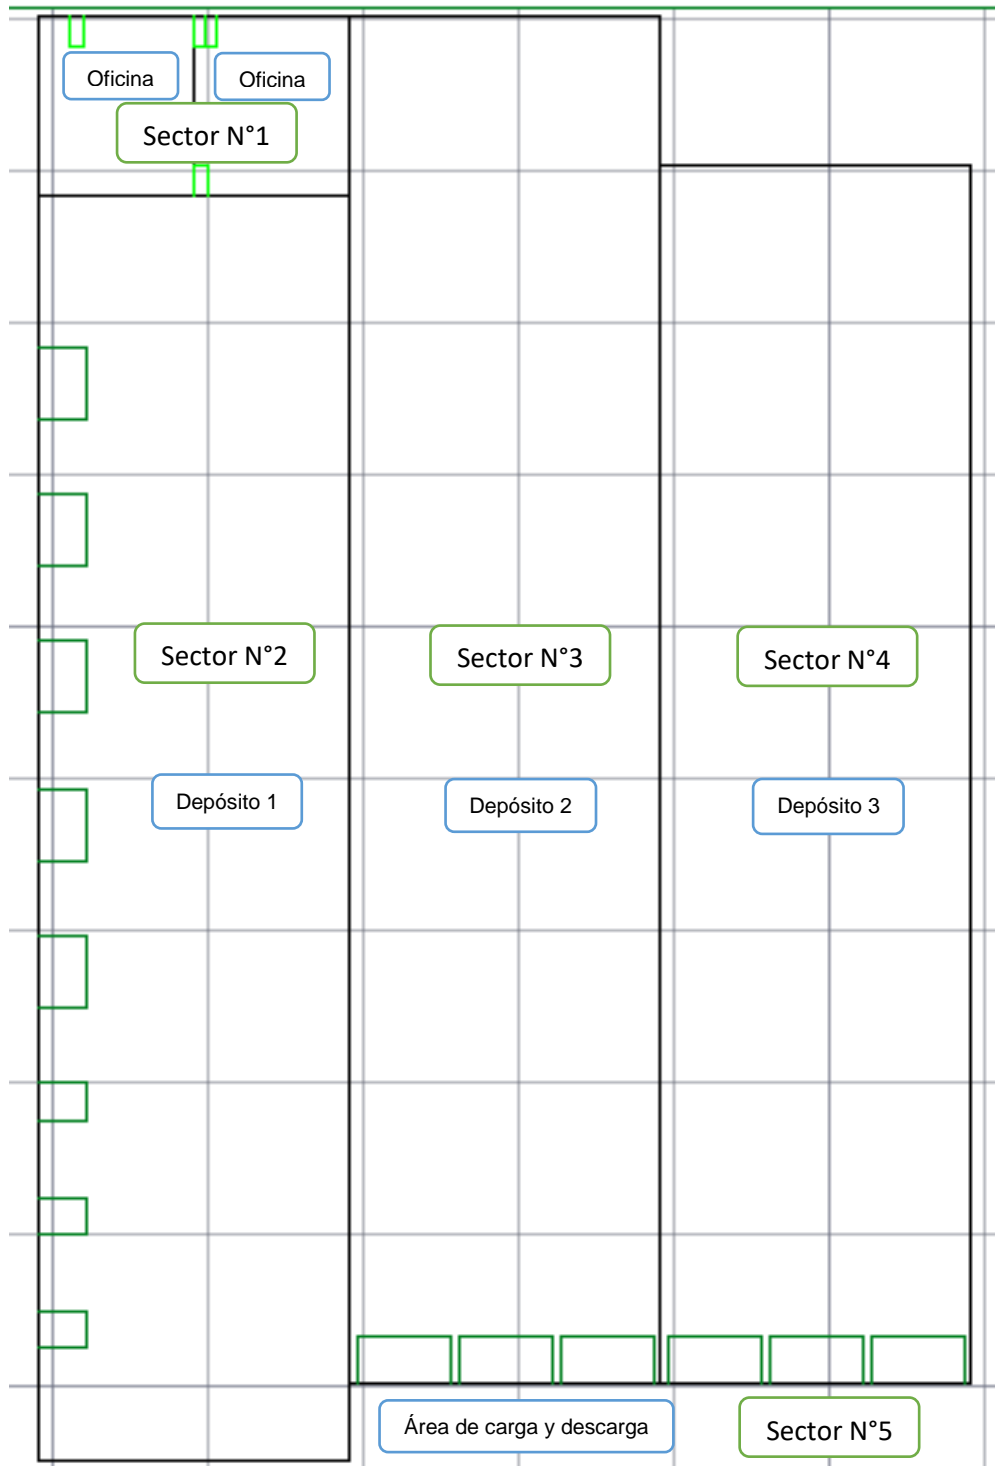 Oficina
Oficina
Sector N°1
Sector N°2
Sector N°3
Sector N°4
Depósito 1
Depósito 2
Depósito 3
Área de carga y descarga
Sector N°5